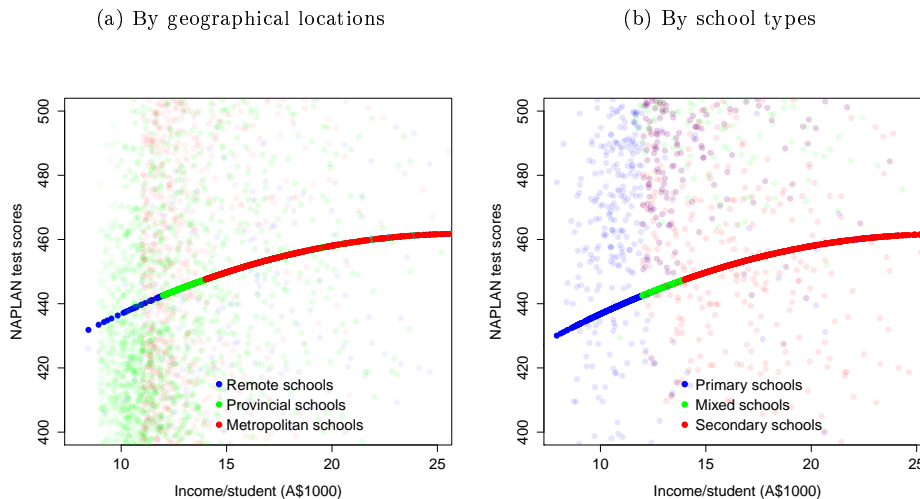 (a) By geographical locations
(b) By school types
NAPLAN test scores
500
480
460
440
420
400
Remote schools
Provincial schools
Metropolitan schools
10
15
20
25
Income/student (A$1000)
NAPLAN test scores
500
480
460
440
420
400
Primary schools
Mixed schools
Secondary schools
10
15
20
25
Income/student (A$1000)